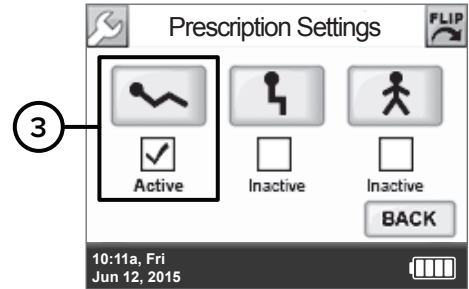 Prescription Settings
FLIP
3
Active
Inactive
Inactive
BACK
10:11a, Fri
Jun 12, 2015